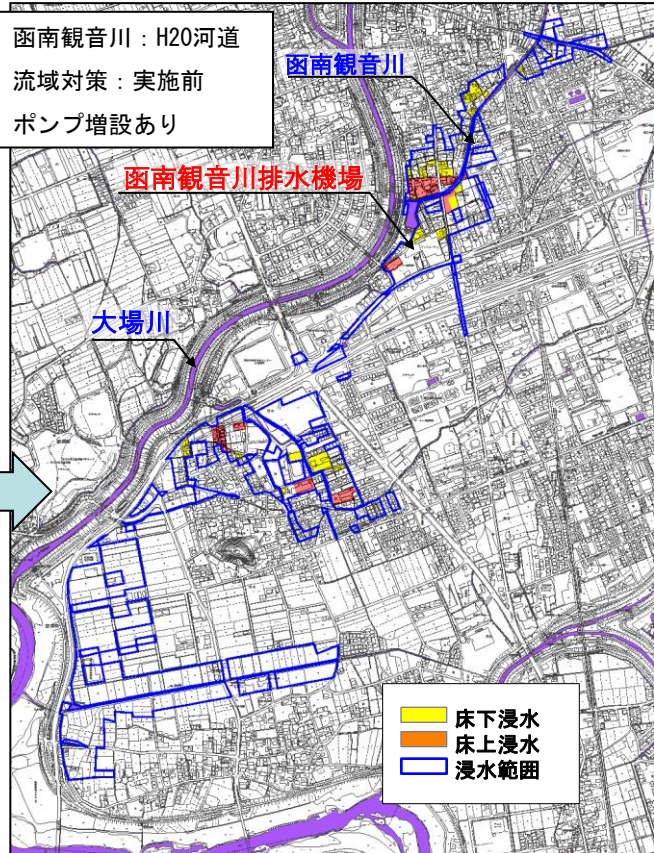 函南観音川：H20河道
流域対策：実施前
ポンプ増設あり
函南観音川
函南観音川排水機場
大場川
床下浸水
床上浸水
浸水範囲